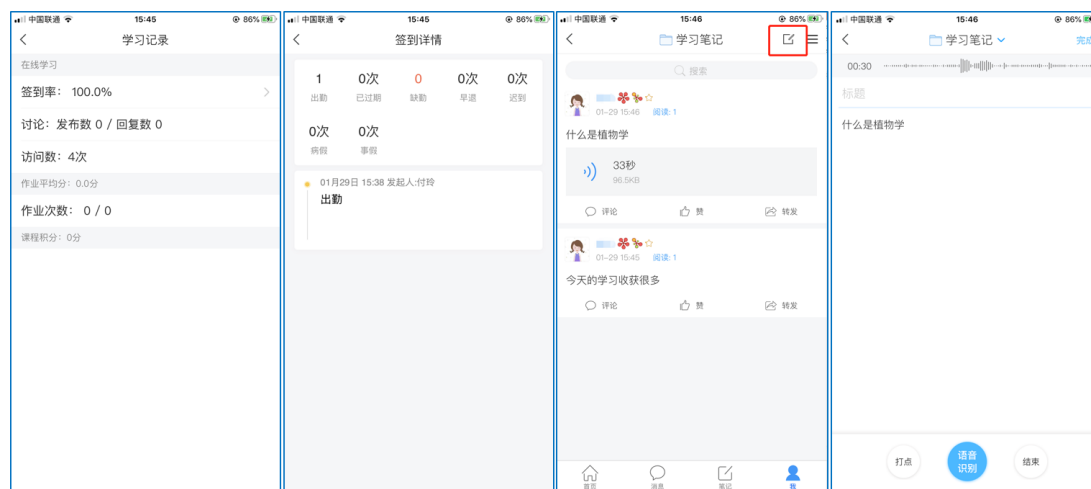 中国联通
15:45
86%
学习记录
在线学习
签到率： 100.0%
讨论：发布数 0 / 回复数 0
访问数：4次
作业平均分：0.0分
作业次数： 0 / 0
课程积分：0分
中国联通
15:45
86%
签到详情
1 0次 0 0次 0次
出勤 已过期 缺勤 早退 迟到
0次 0次
病假 事假
01月29日 15:38 发起人:付玲
出勤
中国联通
15:46
86%
学习笔记
搜索
01-29 15:46 阅读: 1
什么是植物学
33秒
96.5KB
评论 赞 转发
01-29 15:45 阅读: 1
今天的学习收获很多
评论 赞 转发
首页 消息 笔记 我
中国联通
15:46
86%
学习笔记
完成
00:30
标题
什么是植物学
打点
语音
识别
结束